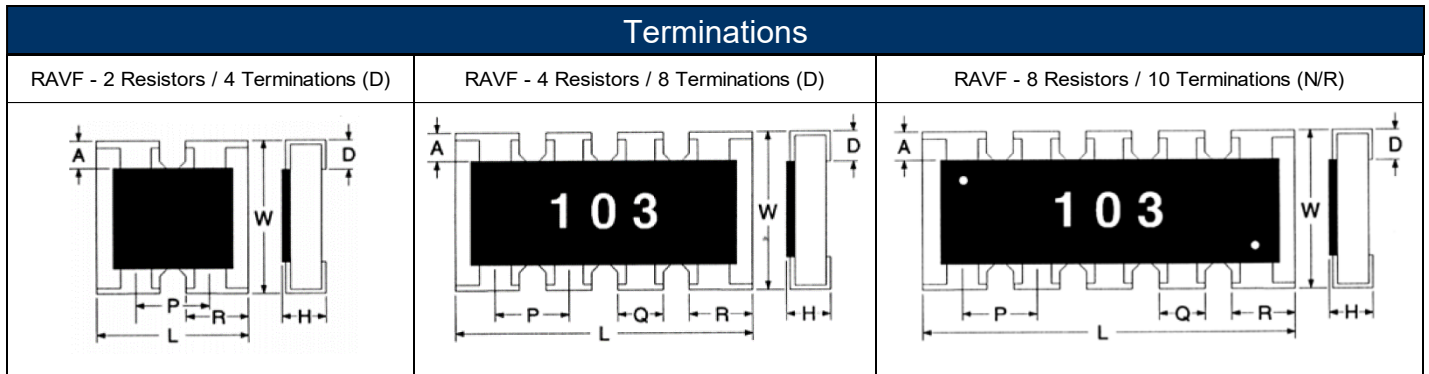 Terminations
RAVF - 2 Resistors / 4 Terminations (D)
RAVF - 4 Resistors / 8 Terminations (D)
RAVF - 8 Resistors / 10 Terminations (N/R)
A
D
W
P
R
H
L
A
D
103
W
P
Q
R
H
L
A
D
103
W
P
Q
R
H
L